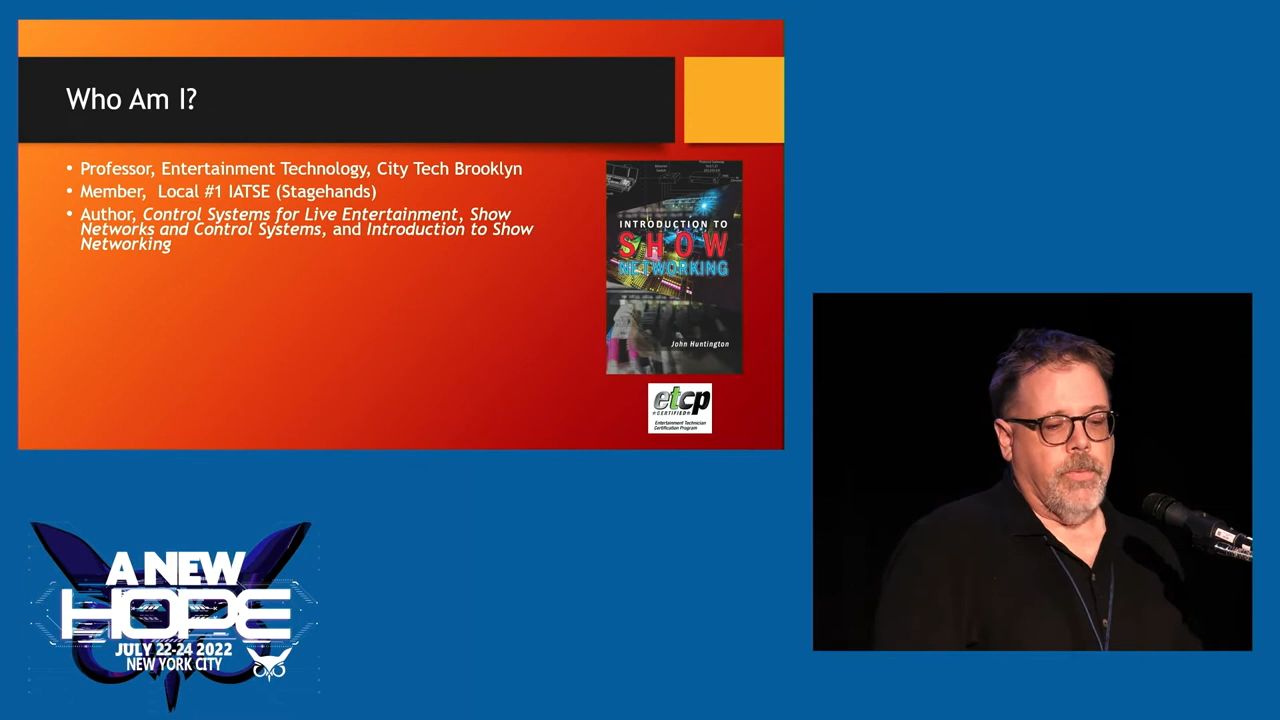 Who Am I?
• Professor, Entertainment Technology, City Tech Brooklyn
• Member,  Local #1 IATSE (Stagehands)
• Author, Control Systems for Live Entertainment, Show
Networks and Control Systems, and Introduction to Show
Networking
INTRODUCTION TO
SHOW
NETWORKING
John Huntington
etcp
CERTIFIED
Entertainment Technician
Certification Program
A NEW
HOPE
JULY 22-24 2022
NEW YORK CITY